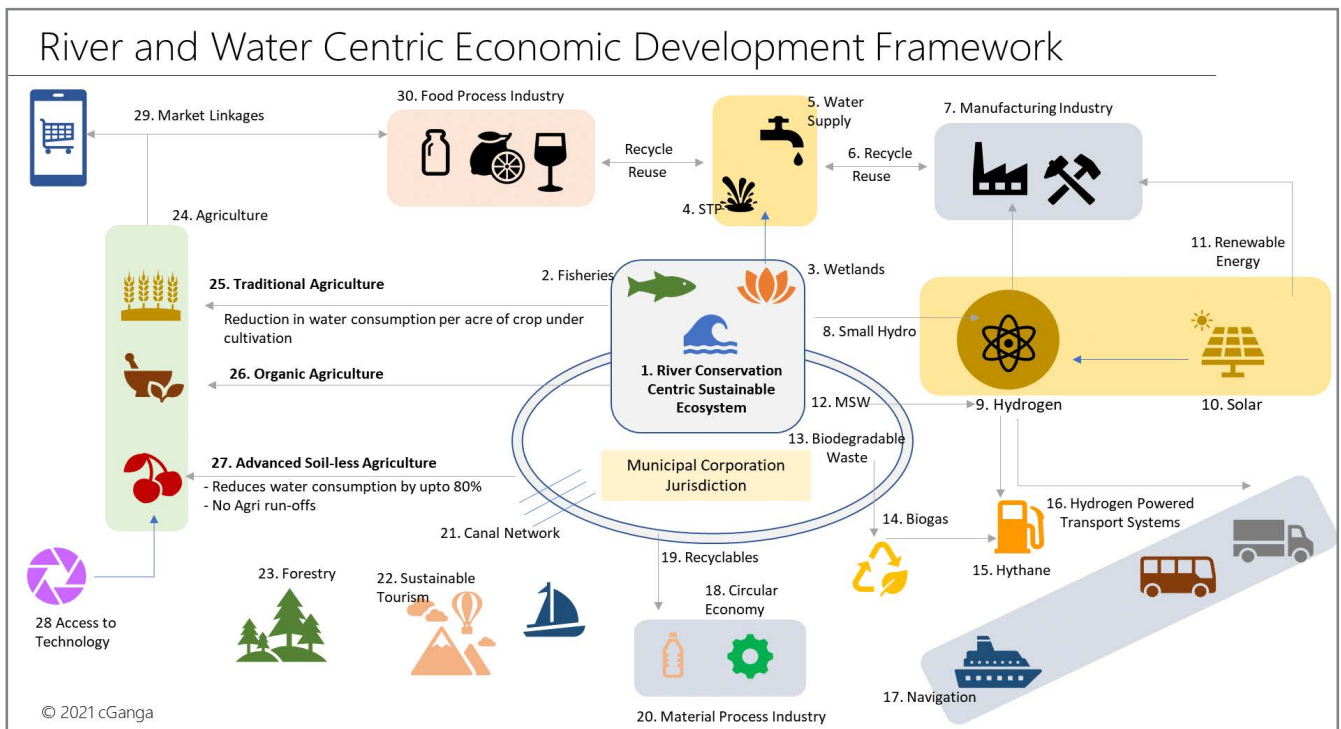 River and Water Centric Economic Development Framework
29. Market Linkages
30. Food Process Industry
Recycle
Reuse
5. Water
Supply
4. STP
6. Recycle
Reuse
7. Manufacturing Industry
24. Agriculture
25. Traditional Agriculture
Reduction in water consumption per acre of crop under
cultivation
26. Organic Agriculture
27. Advanced Soil-less Agriculture
- Reduces water consumption by upto 80%
- No Agri run-offs
2. Fisheries
3. Wetlands
1. River Conservation
Centric Sustainable
Ecosystem
Municipal Corporation
Jurisdiction
8. Small Hydro
11. Renewable
Energy
9. Hydrogen
10. Solar
12. MSW
13. Biodegradable
Waste
14. Biogas
15. Hythane
16. Hydrogen Powered
Transport Systems
17. Navigation
21. Canal Network
19. Recyclables
18. Circular
Economy
20. Material Process Industry
22. Sustainable
Tourism
23. Forestry
28 Access to
Technology
© 2021 cGanga